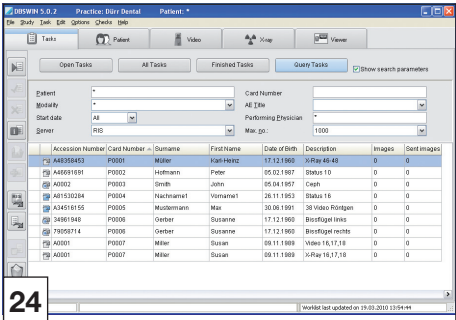 DBSWIN 5.0.2 Practice: Dürr Dental Patient: *
File Study Task Edit Options Checks Help
Tasks Patient Video X-ray Viewer
Open Tasks All Tasks Finished Tasks Query Tasks Show search parameters
Patient * Card Number
Modality * AE Title
Start date All Performing Physician *
Server RIS Max. no.: 1000
Accession Number Card Number Surname First Name Date of Birth Description Images Sent images
A48358453 P0001 Müller Karl-Heinz 17.12.1960 X-Ray 46-48 0 0
A46691691 P0002 Hofmann Peter 05.02.1987 Status 10 0 0
A0002 P0003 Smith John 05.04.1957 Ceph 0 0
A81530284 P0004 Nachname1 Vorname1 26.11.1953 Status 16 0 0
A34516155 P0005 Mustermann Max 30.06.1991 38 Video Röntgen 0 0
34961948 P0006 Gerber Susanne 17.12.1960 Bissflügel links 0 0
79058714 P0006 Gerber Susanne 17.12.1960 Bissflügel rechts 0 0
A0001 P0007 Miller Susan 09.11.1988 Video 16,17,18 0 0
A0001 P0007 Miller Susan 09.11.1988 X-Ray 16,17,18 0 0
24
Worklist last updated on 19.03.2010 13:54:44